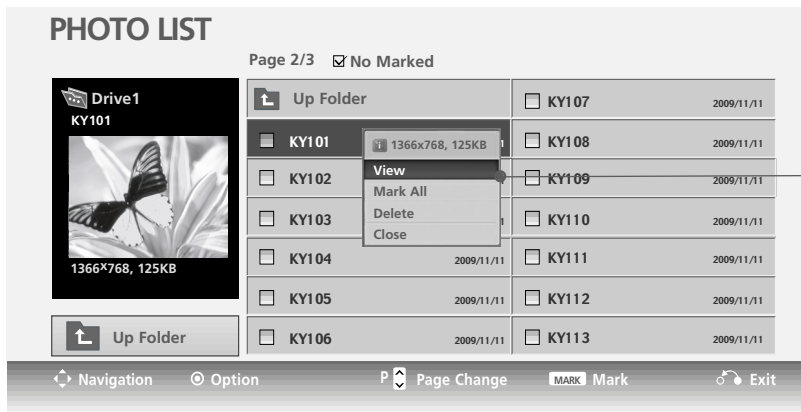 PHOTO LIST
Page 2/3 No Marked
Drive1
KY101
1366x768, 125KB
Up Folder
Up Folder
KY101
KY102
KY103
KY104 2009/11/11
KY105 2009/11/11
KY106 2009/11/11
1366x768, 125KB
View
Mark All
Delete
Close
KY107 2009/11/11
KY108 2009/11/11
KY109 2009/11/11
KY110 2009/11/11
KY111 2009/11/11
KY112 2009/11/11
KY113 2009/11/11
Navigation Option P Page Change MARK Mark Exit